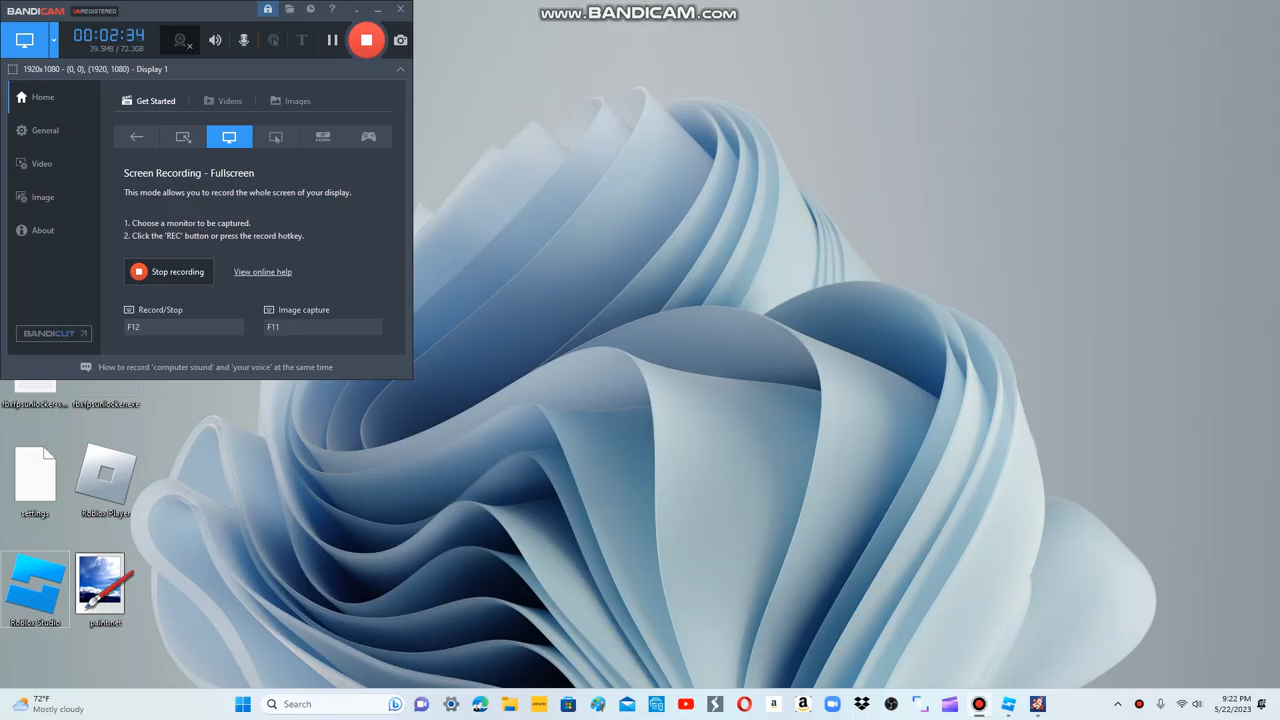 BANDICAM UNREGISTERED
www.BANDICAM.com
00:02:34
39.5MB / 72.3GB
1920x1080 - (0, 0), (1920, 1080) - Display 1
Home
Get Started
Videos
Images
General
Video
Image
About
Screen Recording - Fullscreen
This mode allows you to record the whole screen of your display.
1. Choose a monitor to be captured.
2. Click the 'REC' button or press the record hotkey.
Stop recording
View online help
Record/Stop
Image capture
F12
F11
BANDICUT
How to record 'computer sound' and 'your voice' at the same time
rbxfpsunlocker-x...
rbxfpsunlocker.exe
settings
Roblox Player
Roblox Studio
paint.net
72°F
Mostly cloudy
Search
9:22 PM
5/22/2023